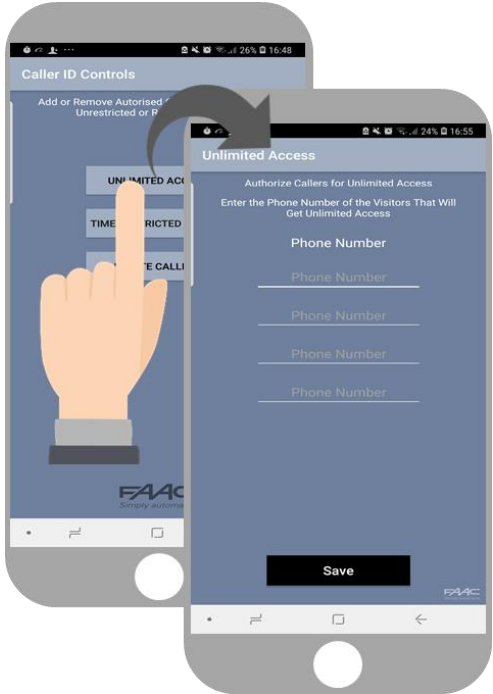 26% 16:48
Caller ID Controls
Add or Remove Autorised
Unrestricted or
UNLIMITED
TIME
CALL
FAAC
Simply
24% 16:55
Unlimited Access
Authorize Callers for Unlimited Access
Enter the Phone Number of the Visitors That Will
Get Unlimited Access
Phone Number
Phone Number
Phone Number
Phone Number
Phone Number
Save
FAAC